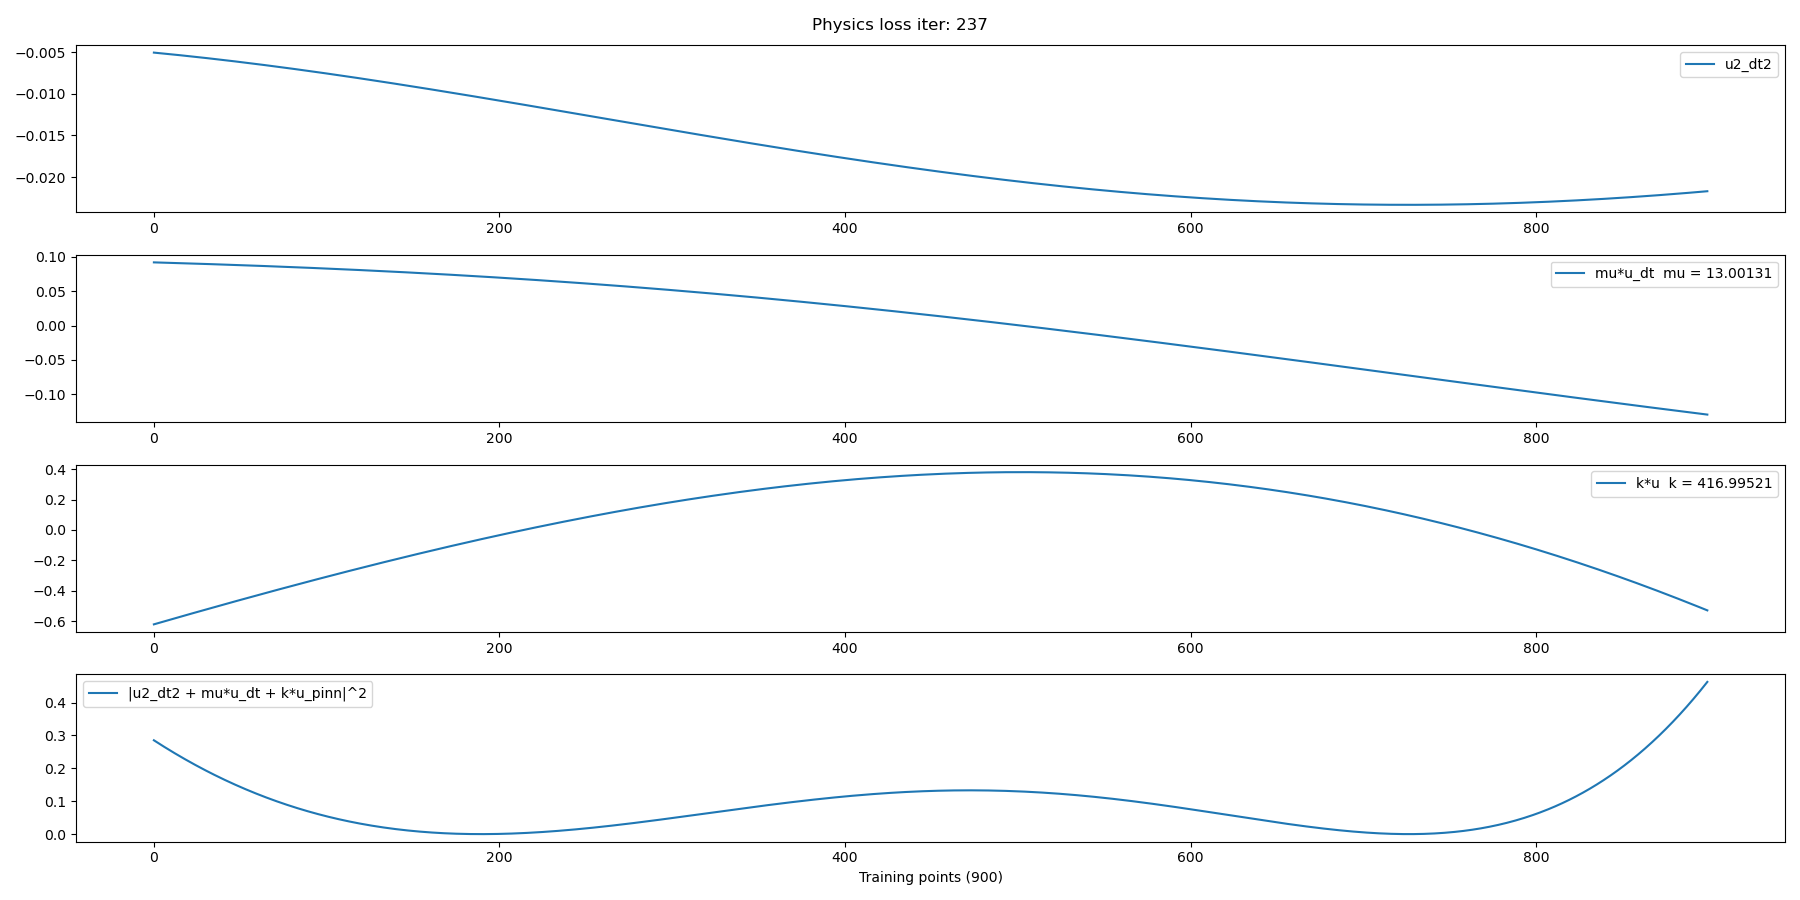 Physics loss iter: 237
−0.005
−0.010
−0.015
−0.020
u2_dt2
0 200 400 600 800
0.10
0.05
0.00
−0.05
−0.10
mu*u_dt  mu = 13.00131
0 200 400 600 800
0.4
0.2
0.0
−0.2
−0.4
−0.6
k*u  k = 416.99521
0 200 400 600 800
|u2_dt2 + mu*u_dt + k*u_pinn|^2
0.4
0.3
0.2
0.1
0.0
0 200 400 600 800
Training points (900)